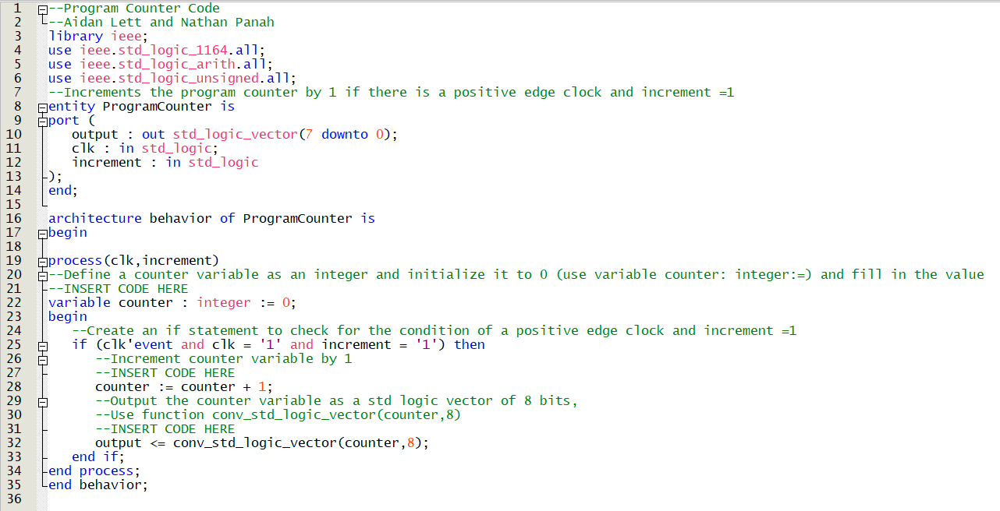 1 --Program Counter Code
2 --Aidan Lett and Nathan Panah
3 library ieee;
4 use ieee.std_logic_1164.all;
5 use ieee.std_logic_arith.all;
6 use ieee.std_logic_unsigned.all;
7 --Increments the program counter by 1 if there is a positive edge clock and increment =1
8 entity ProgramCounter is
9 port (
10    output : out std_logic_vector(7 downto 0);
11    clk : in std_logic;
12    increment : in std_logic
13 );
14 end;
15
16 architecture behavior of ProgramCounter is
17 begin
18
19 process(clk,increment)
20 --Define a counter variable as an integer and initialize it to 0 (use variable counter: integer:=) and fill in the value
21 --INSERT CODE HERE
22 variable counter : integer := 0;
23 begin
24    --Create an if statement to check for the condition of a positive edge clock and increment =1
25    if (clk'event and clk = '1' and increment = '1') then
26       --Increment counter variable by 1
27       --INSERT CODE HERE
28       counter := counter + 1;
29       --Output the counter variable as a std logic vector of 8 bits,
30       --Use function conv_std_logic_vector(counter,8)
31       --INSERT CODE HERE
32       output <= conv_std_logic_vector(counter,8);
33    end if;
34 end process;
35 end behavior;
36